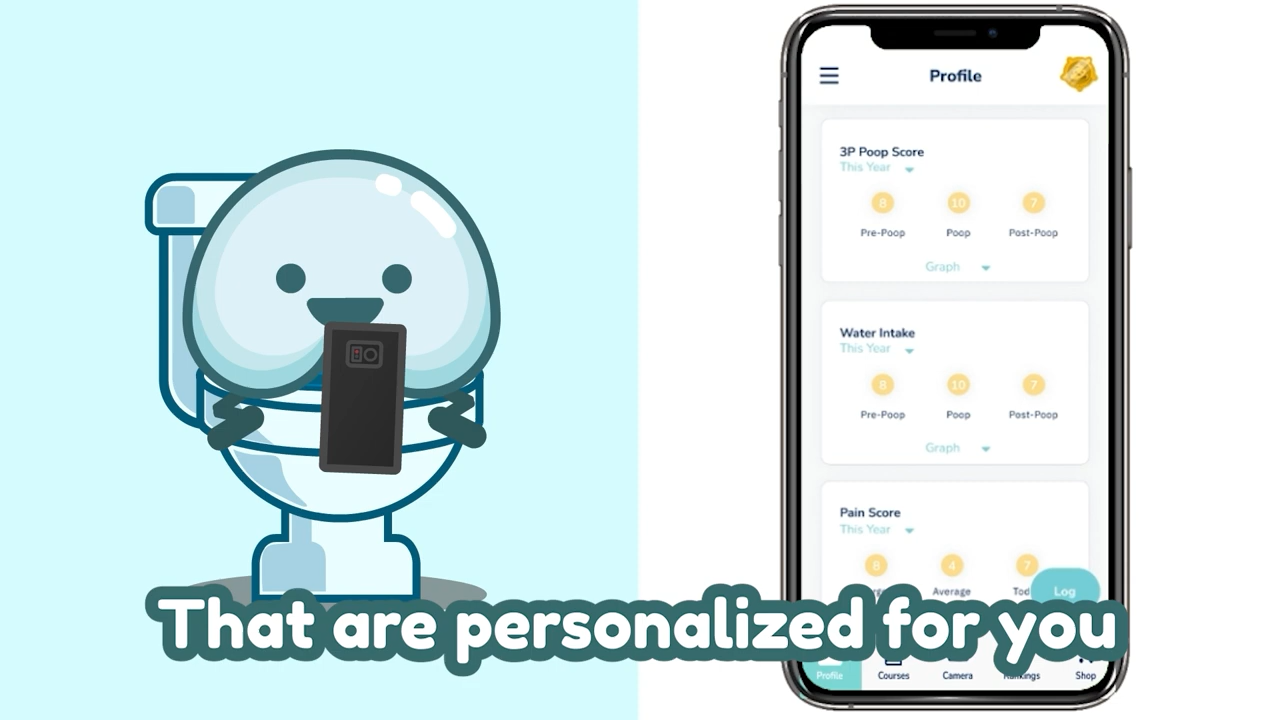 Profile
3P Poop Score
This Year
8 10 7
Pre-Poop Poop Post-Poop
Graph
Water Intake
This Year
8 10 7
Pre-Poop Poop Post-Poop
Graph
Pain Score
This Year
8 4 7
Average
Log
That are personalized for you
Profile Courses Camera Rankings Shop